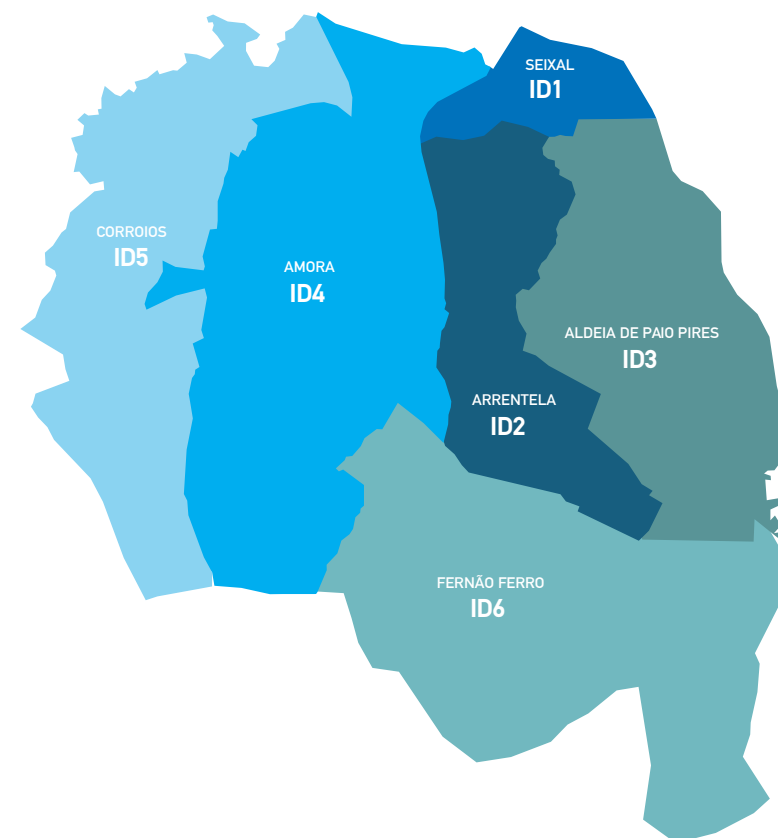 SEIXAL
ID1
CORROIOS
ID5
AMORA
ID4
ALDEIA DE PAIO PIRES
ID3
ARRENTELA
ID2
FERNÃO FERRO
ID6